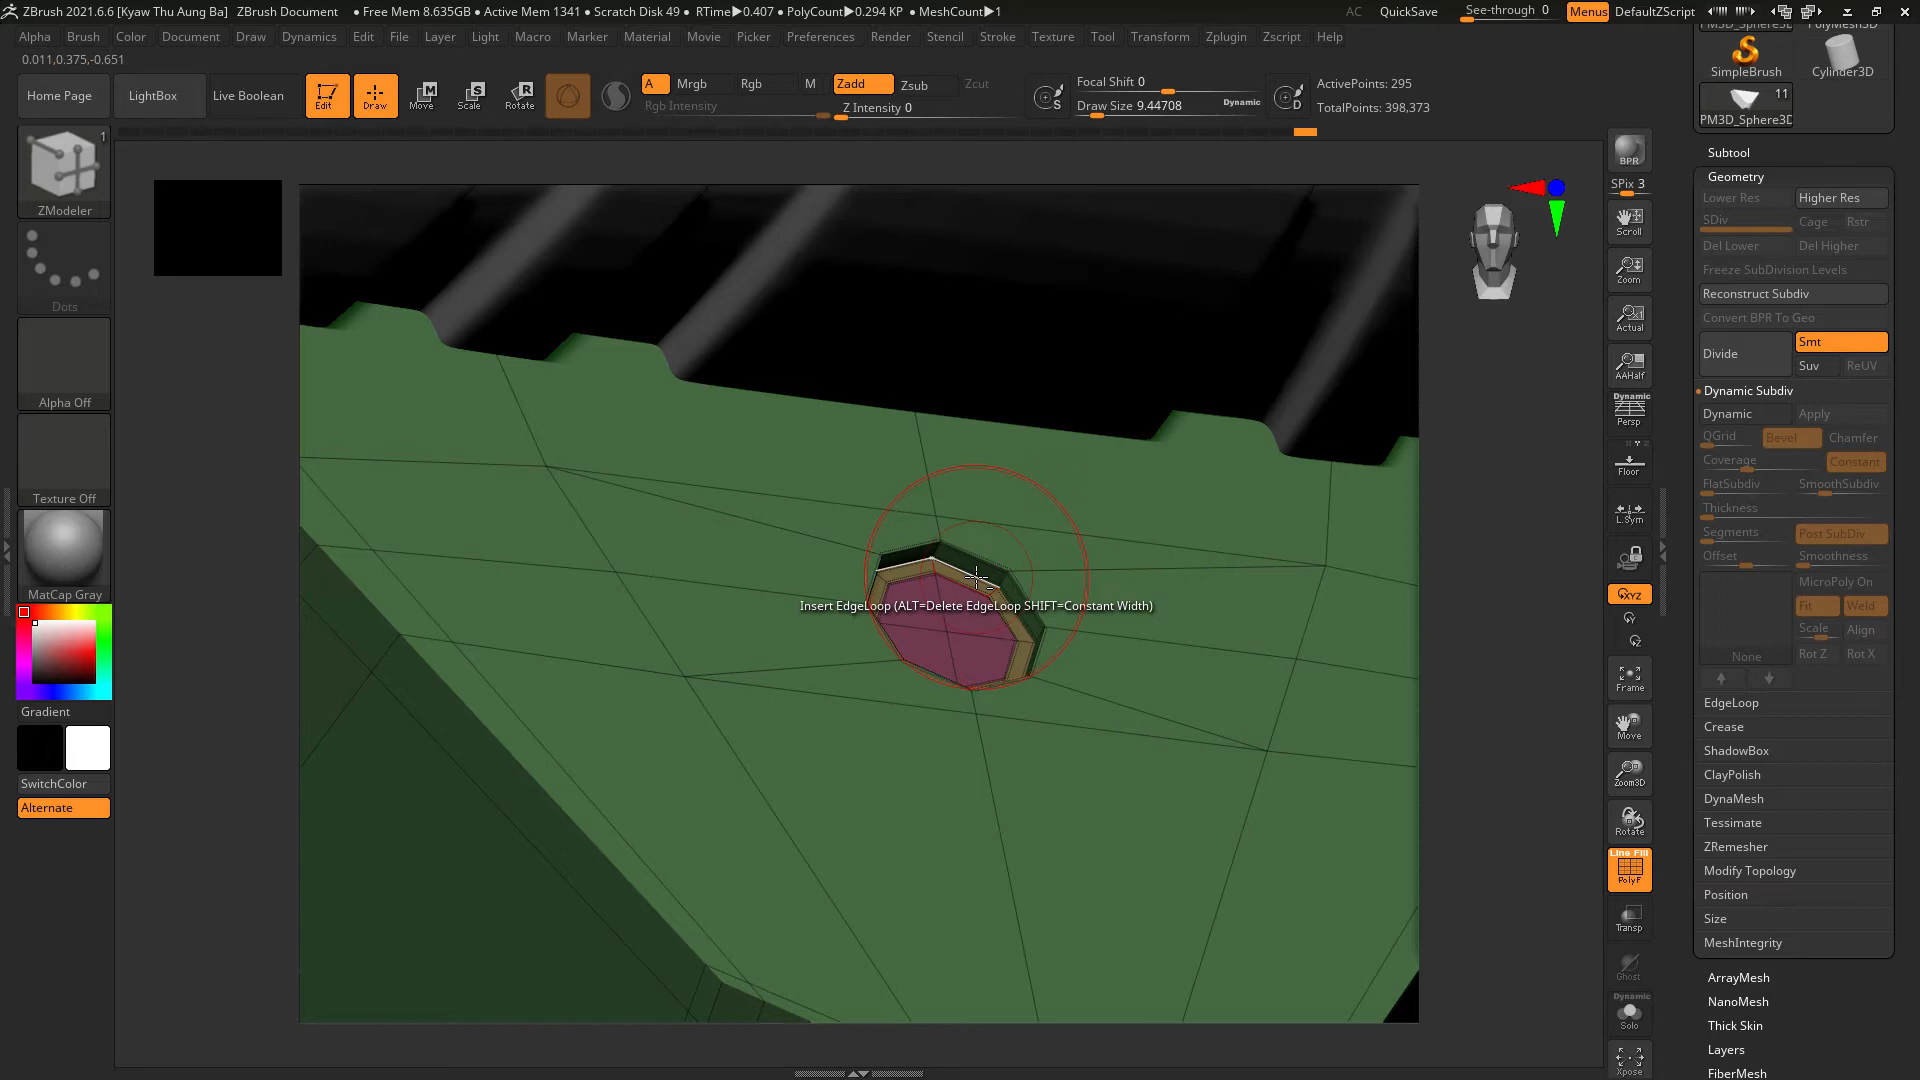 ZBrush 2021.6.6 [Kyaw Thu Aung Ba] ZBrush Document • Free Mem 8.635GB • Active Mem 1341 • Scratch Disk 49 • RTime▶0.407 • PolyCount▶0.294 KP • MeshCount▶1 AC QuickSave See-through 0 Menus DefaultZScript
Alpha Brush Color Document Draw Dynamics Edit File Layer Light Macro Marker Material Movie Picker Preferences Render Stencil Stroke Texture Tool Transform Zplugin Zscript Help
0.011,0.375,-0.651
Home Page LightBox Live Boolean Edit Draw Move Scale Rotate
A Mrgb Rgb M Zadd Zsub Zcut
Rgb Intensity Z Intensity 0
S Focal Shift 0
Draw Size 9.44708 Dynamic D
ActivePoints: 295
TotalPoints: 398,373
1
ZModeler
Dots
Alpha Off
Texture Off
MatCap Gray
Gradient
SwitchColor
Alternate
Insert EdgeLoop (ALT=Delete EdgeLoop SHIFT=Constant Width)
BPR
SPix 3
Scroll
Zoom
Actual
AAHalf
Dynamic
Persp
Floor
L.Sym
XYZ
Frame
Move
Zoom3D
Rotate
Line Fill
PolyF
Transp
Ghost
Dynamic
Solo
Xpose
SimpleBrush Cylinder3D
11
PM3D_Sphere3D
Subtool
Geometry
Lower Res Higher Res
SDiv Cage Rstr
Del Lower Del Higher
Freeze SubDivision Levels
Reconstruct Subdiv
Convert BPR To Geo
Divide Smt
Suv ReUV
Dynamic Subdiv
Dynamic Apply
QGrid Bevel Chamfer
Coverage Constant
FlatSubdiv SmoothSubdiv
Thickness
Segments Post SubDiv
Offset Smoothness
MicroPoly On
Fit Weld
Scale Align
None Rot Z Rot X
EdgeLoop
Crease
ShadowBox
ClayPolish
DynaMesh
Tessimate
ZRemesher
Modify Topology
Position
Size
MeshIntegrity
ArrayMesh
NanoMesh
Thick Skin
Layers
FiberMesh